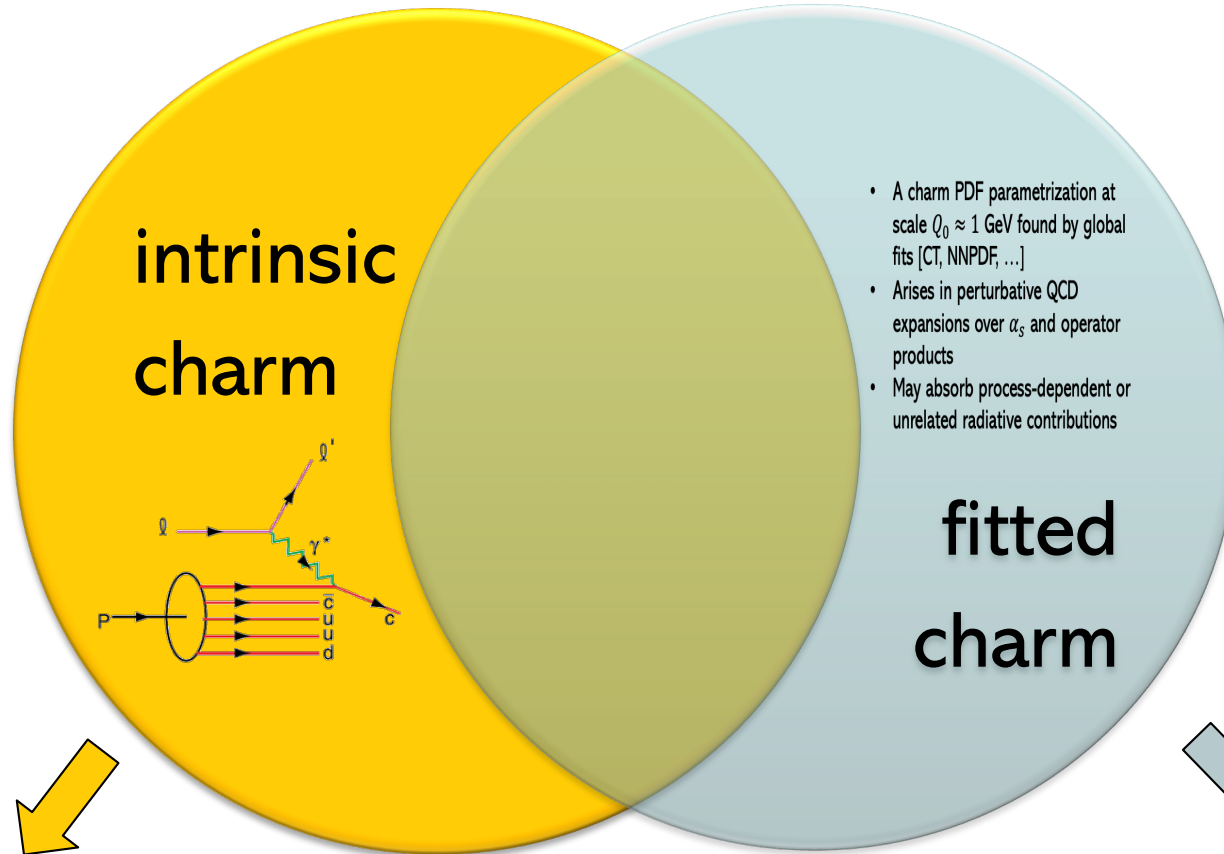 intrinsic
charm
ℓ'
ℓ
γ*
P
c̄
u
u
d
c
• A charm PDF parametrization at
scale Q₀ ≈ 1 GeV found by global
fits [CT, NNPDF, …]
• Arises in perturbative QCD
expansions over αₛ and operator
products
• May absorb process-dependent or
unrelated radiative contributions
fitted
charm